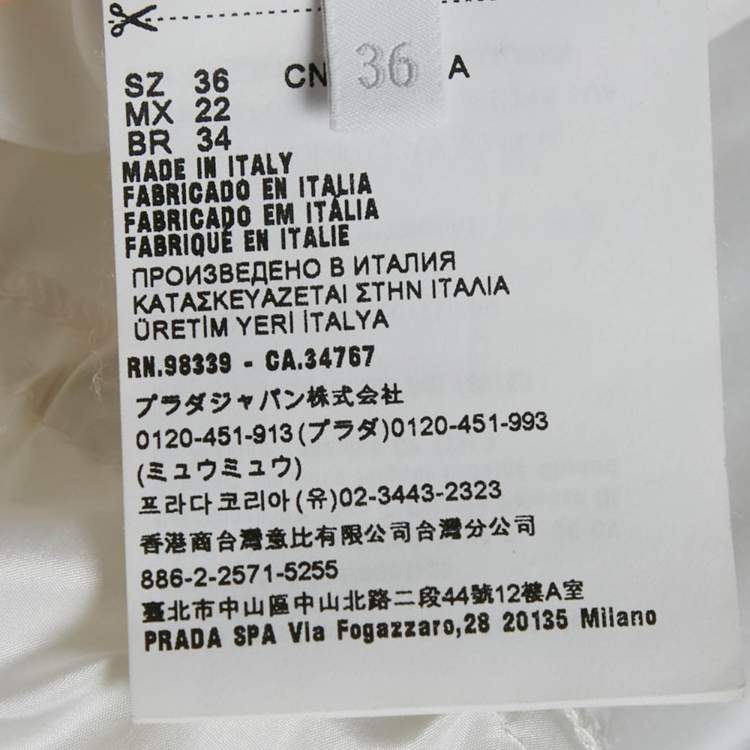 SZ 36 CN A
36
MX 22
BR 34
MADE IN ITALY
FABRICADO EN ITALIA
FABRICADO EM ITÁLIA
FABRIQUÉ EN ITALIE
ПРОИЗВЕДЕНО В ИТАЛИЯ
ΚΑΤΑΣΚΕΥΑΖΕΤΑΙ ΣΤΗΝ ΙΤΑΛΙΑ
ÜRETİM YERİ İTALYA
RN.98339 - CA.34767
プラダジャパン株式会社
0120-451-913(プラダ)0120-451-993
(ミュウミュウ)
프라다코리아(유)02-3443-2323
香港商台灣意比有限公司台灣分公司
886-2-2571-5255
臺北市中山區中山北路二段44號12樓A室
PRADA SPA Via Fogazzaro,28 20135 Milano